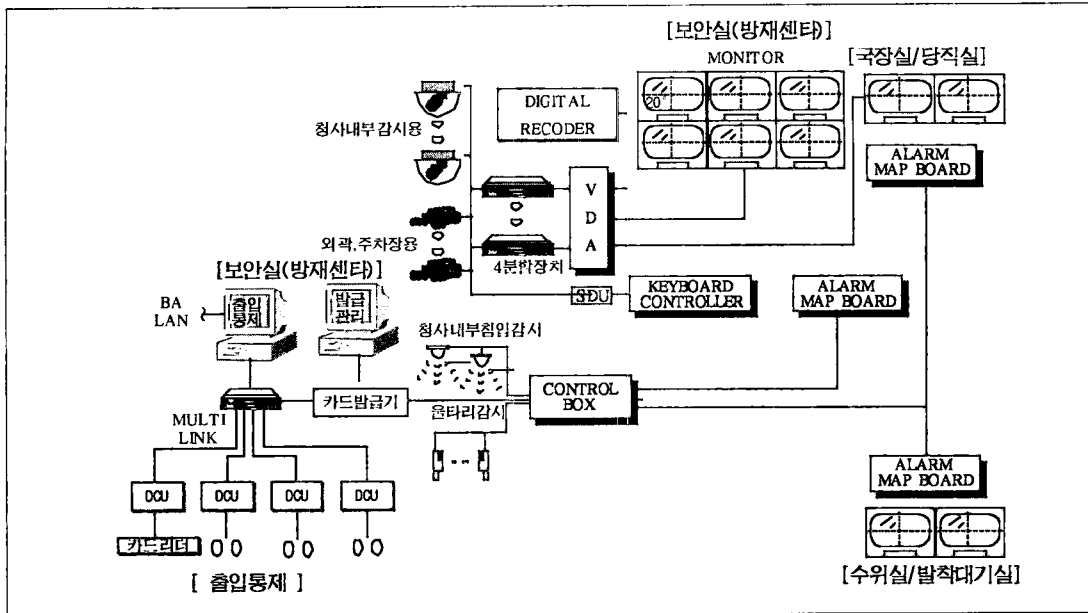 [보안실(방재센타)]
MONITOR
[국장실/당직실]
20"
DIGITAL
RECODER
청사내부감시용
ALARM
MAP BOARD
V
D
A
외곽,주차장용
4분할장치
[보안실(방재센타)]
SDU
KEYBOARD
CONTROLLER
ALARM
MAP BOARD
BA
LAN
출입
통제
발급
관리
청사내부침입감시
카드발급기
울타리감시
CONTROL
BOX
MULTI
LINK
ALARM
MAP BOARD
DCU
DCU
DCU
DCU
카드리더
[ 출입통제 ]
[수위실/발착대기실]